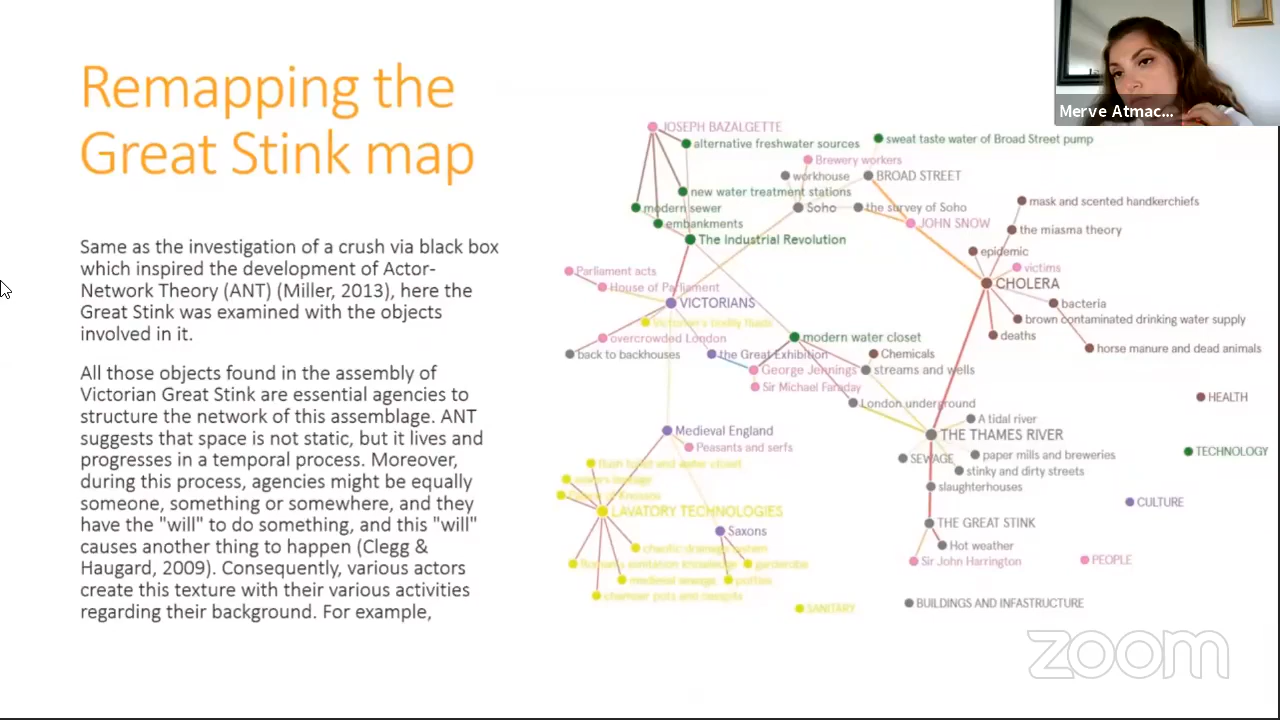 Remapping the
Great Stink map
Same as the investigation of a crush via black box
which inspired the development of Actor-
Network Theory (ANT) (Miller, 2013), here the
Great Stink was examined with the objects
involved in it.
All those objects found in the assembly of
Victorian Great Stink are essential agencies to
structure the network of this assemblage. ANT
suggests that space is not static, but it lives and
progresses in a temporal process. Moreover,
during this process, agencies might be equally
someone, something or somewhere, and they
have the "will" to do something, and this "will"
causes another thing to happen (Clegg &
Haugard, 2009). Consequently, various actors
create this texture with their various activities
regarding their background. For example,
Merve Atmac...
JOSEPH BAZALGETTE
alternative freshwater sources
sweat taste water of Broad Street pump
Brewery workers
workhouse
BROAD STREET
new water treatment stations
modern sewer
Soho
the survey of Soho
embankments
JOHN SNOW
The Industrial Revolution
mask and scented handkerchiefs
the miasma theory
epidemic
victims
CHOLERA
Parliament acts
House of Parliament
VICTORIANS
bacteria
brown contaminated drinking water supply
deaths
horse manure and dead animals
overcrowded London
modern water closet
back to backhouses
the Great Exhibition
Chemicals
George Jennings
streams and wells
Sir Michael Faraday
London underground
HEALTH
A tidal river
Medieval England
THE THAMES RIVER
Peasants and serfs
SEWAGE
paper mills and breweries
TECHNOLOGY
stinky and dirty streets
slaughterhouses
CULTURE
LAVATORY TECHNOLOGIES
THE GREAT STINK
Saxons
Hot weather
Sir John Harrington
PEOPLE
medieval sewage
potties
garderobe
chamber pots and cesspits
SANITARY
BUILDINGS AND INFASTRUCTURE
zoom